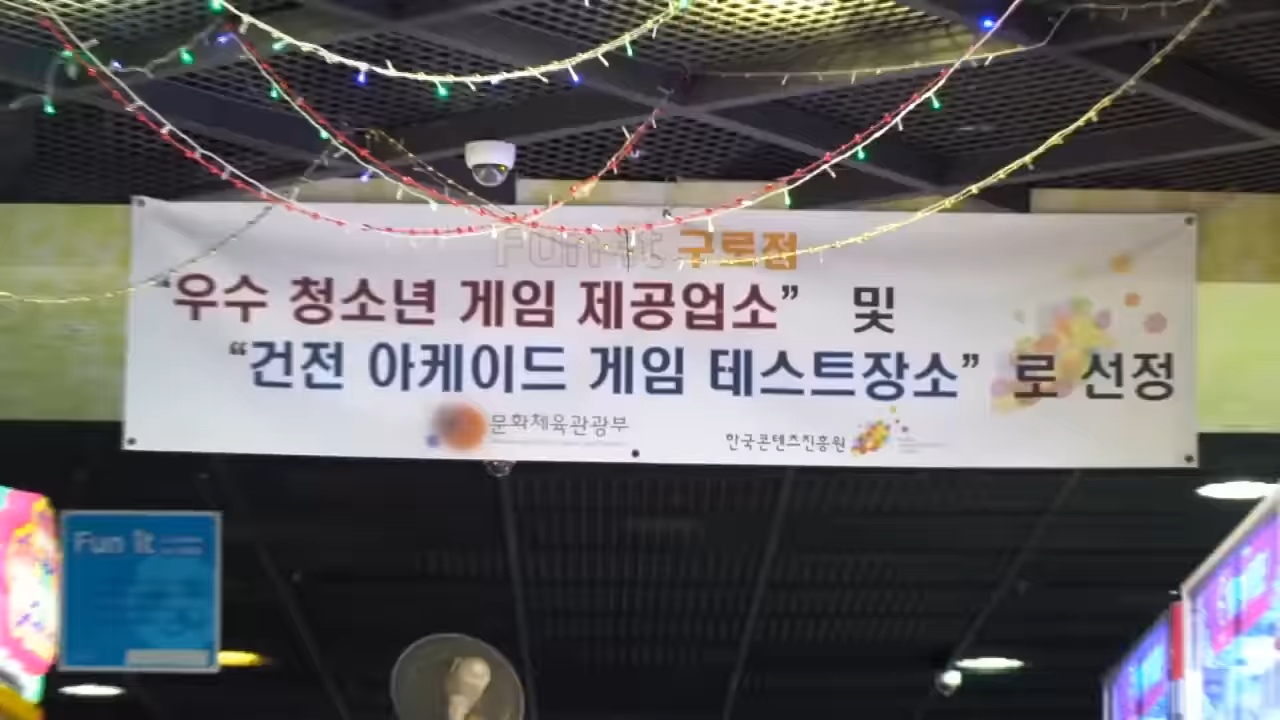 Fun It 구로점
“우수 청소년 게임 제공업소” 및
“건전 아케이드 게임 테스트장소” 로 선정
문화체육관광부
한국콘텐츠진흥원
Fun It